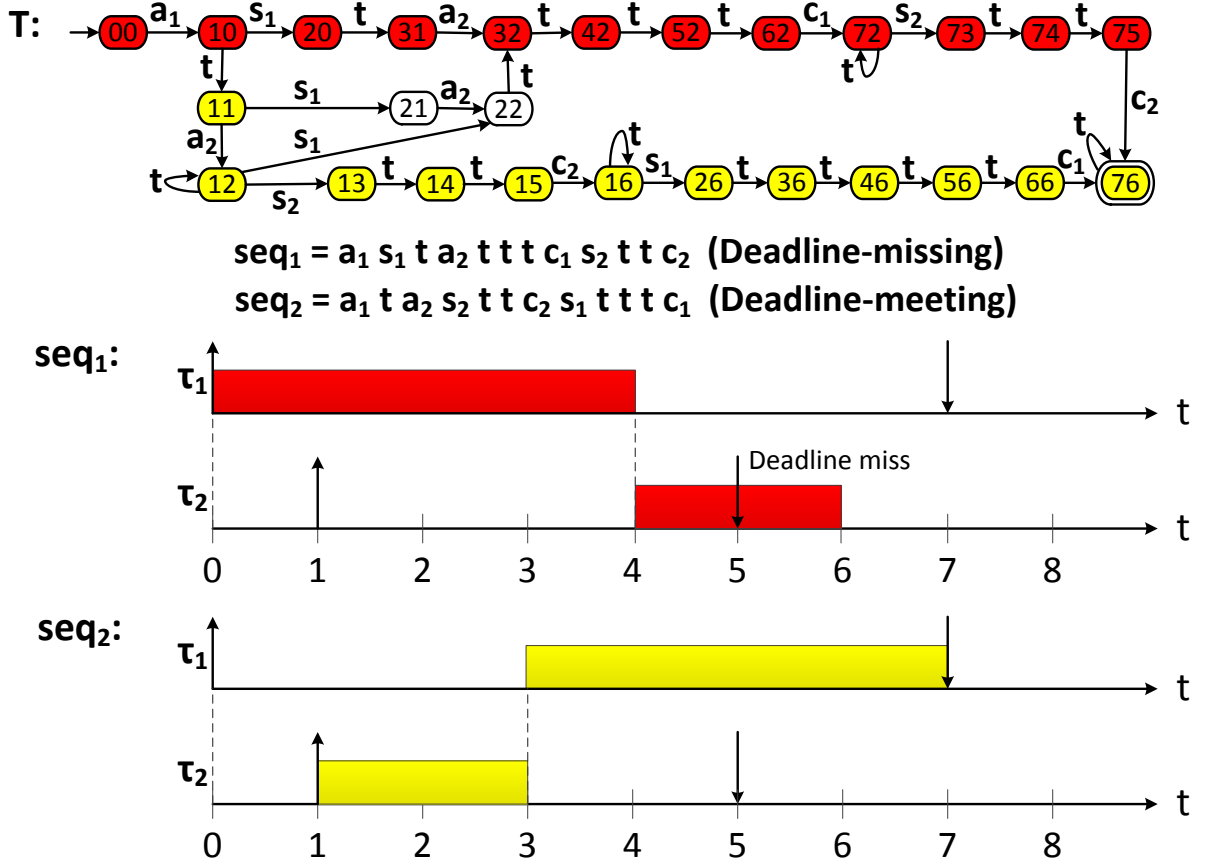 T: 00 a₁ 10 s₁ 20 t 31 a₂ 32 t 42 t 52 t 62 c₁ 72 s₂ 73 t 74 t 75
t t t
11 s₁ 21 a₂ 22 c₂
a₂ s₁ t t
t 12 s₂ 13 t 14 t 15 c₂ 16 s₁ 26 t 36 t 46 t 56 t 66 c₁ 76
seq₁ = a₁ s₁ t a₂ t t t c₁ s₂ t t c₂ (Deadline-missing)
seq₂ = a₁ t a₂ s₂ t t c₂ s₁ t t t c₁ (Deadline-meeting)
seq₁:
τ₁
t
Deadline miss
τ₂
t
0 1 2 3 4 5 6 7 8
seq₂:
τ₁
t
τ₂
t
0 1 2 3 4 5 6 7 8